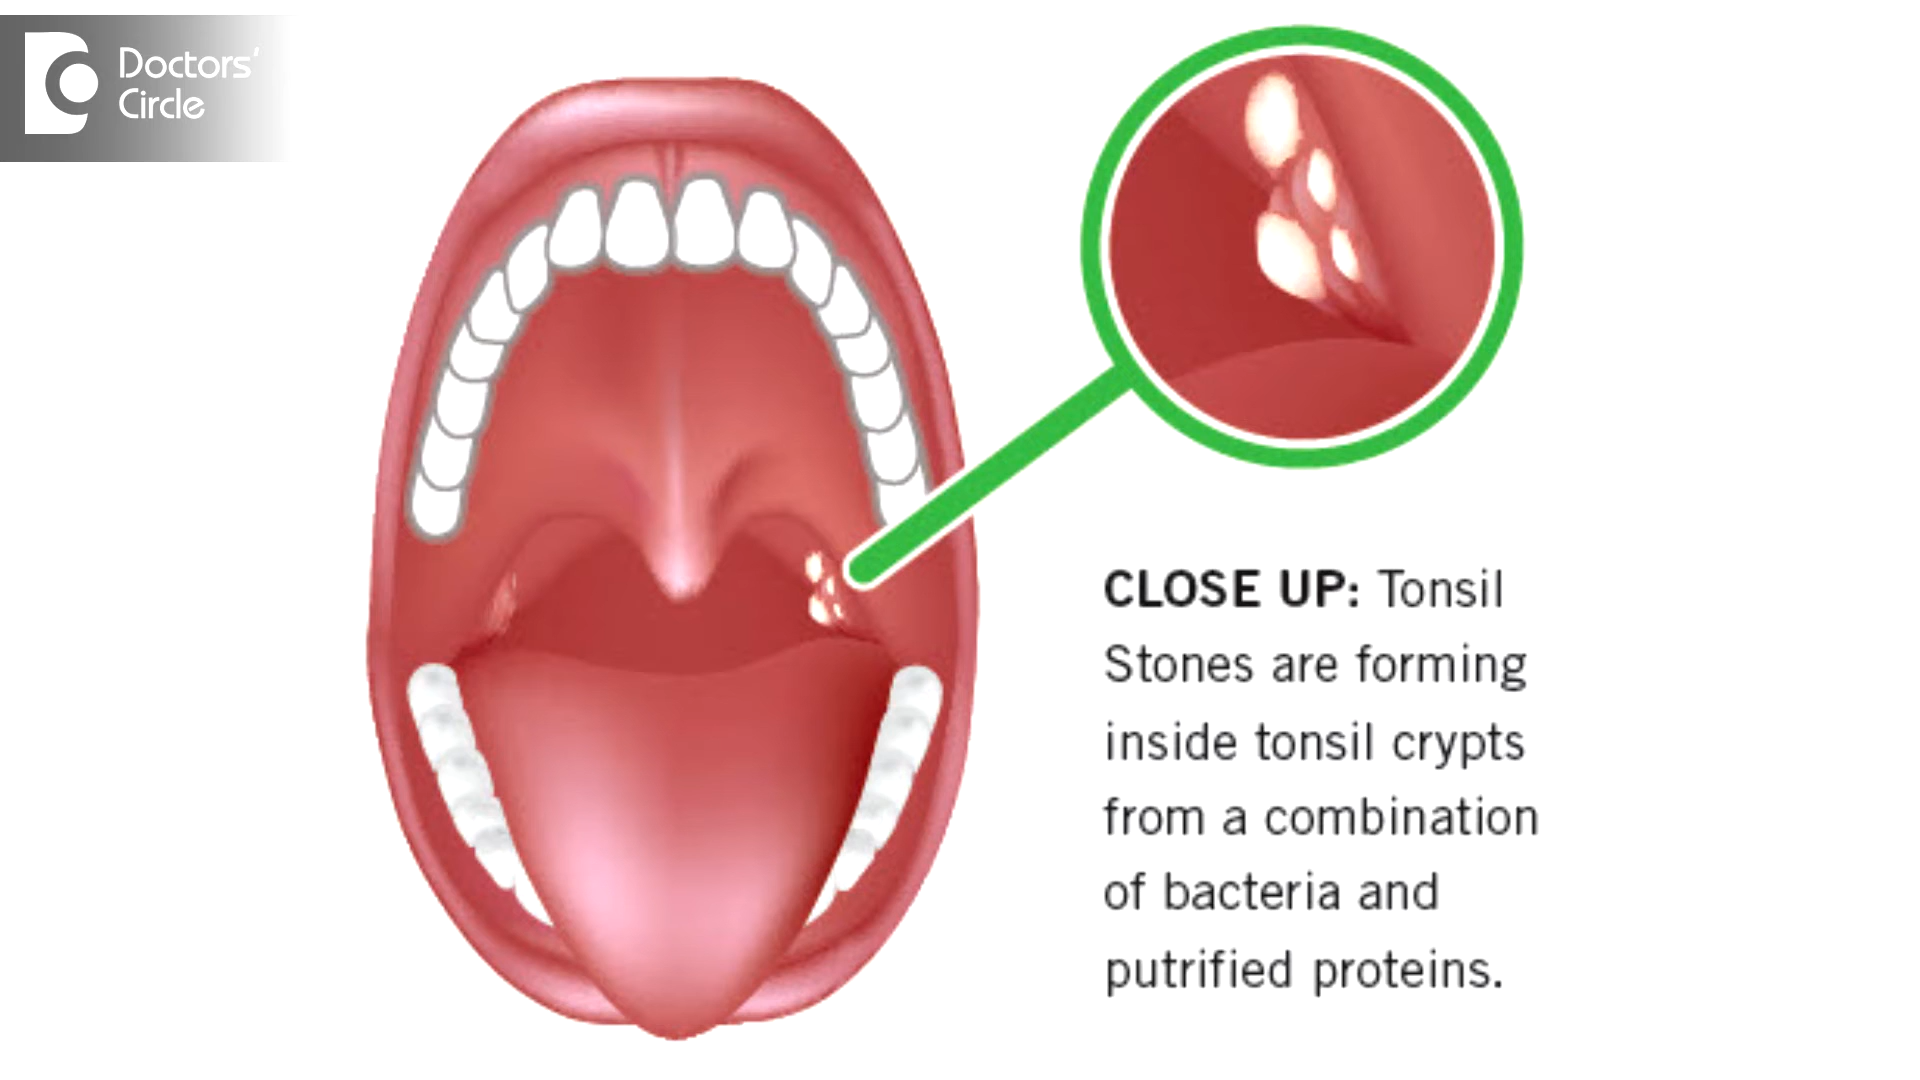 Doctors'
Circle
CLOSE UP: Tonsil
Stones are forming
inside tonsil crypts
from a combination
of bacteria and
putrified proteins.